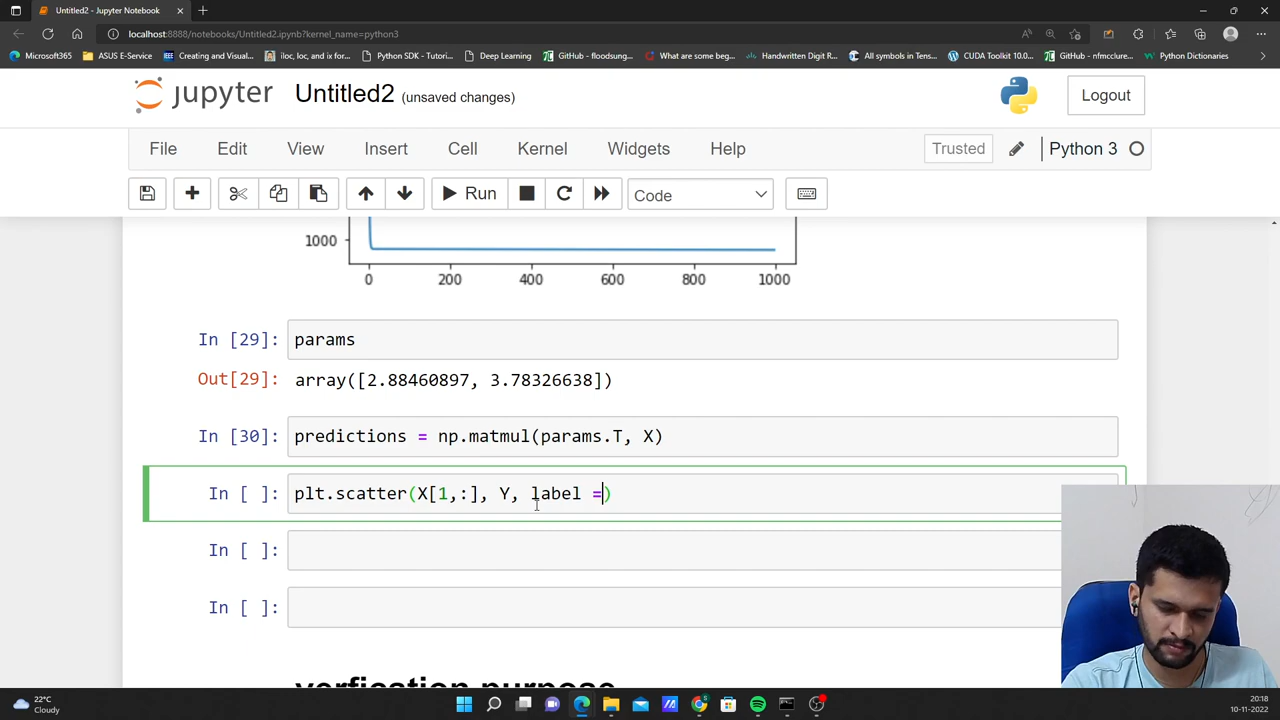 Untitled2 - Jupyter Notebook
localhost:8888/notebooks/Untitled2.ipynb?kernel_name=python3
Microsoft365 ASUS E-Service Creating and Visual... iloc, loc, and ix for... Python SDK - Tutori... Deep Learning GitHub - floodsung... What are some beg... Handwritten Digit R... All symbols in Tens... CUDA Toolkit 10.0... GitHub - nfmcclure... Python Dictionaries
jupyter Untitled2 (unsaved changes) Logout
File Edit View Insert Cell Kernel Widgets Help Trusted Python 3
Run Code
1000
0 200 400 600 800 1000
In [29]: params
Out[29]: array([2.88460897, 3.78326638])
In [30]: predictions = np.matmul(params.T, X)
In [ ]: plt.scatter(X[1,:], Y, label =)
In [ ]:
In [ ]:
verfication purpose
22°C
Cloudy
20:18
10-11-2022